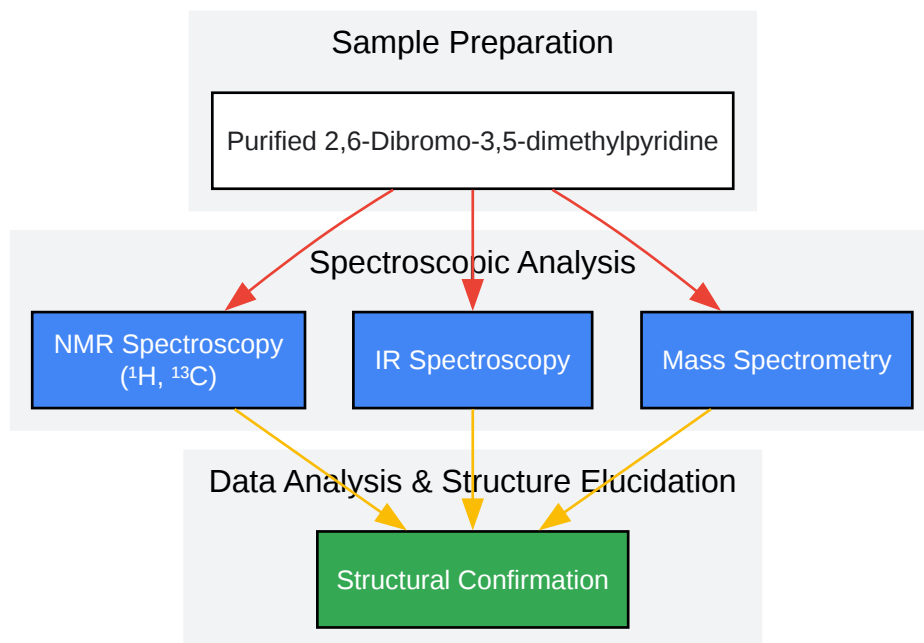 Sample Preparation
Purified 2,6-Dibromo-3,5-dimethylpyridine
Spectroscopic Analysis
NMR Spectroscopy
(¹H, ¹³C)
IR Spectroscopy
Mass Spectrometry
Data Analysis & Structure Elucidation
Structural Confirmation